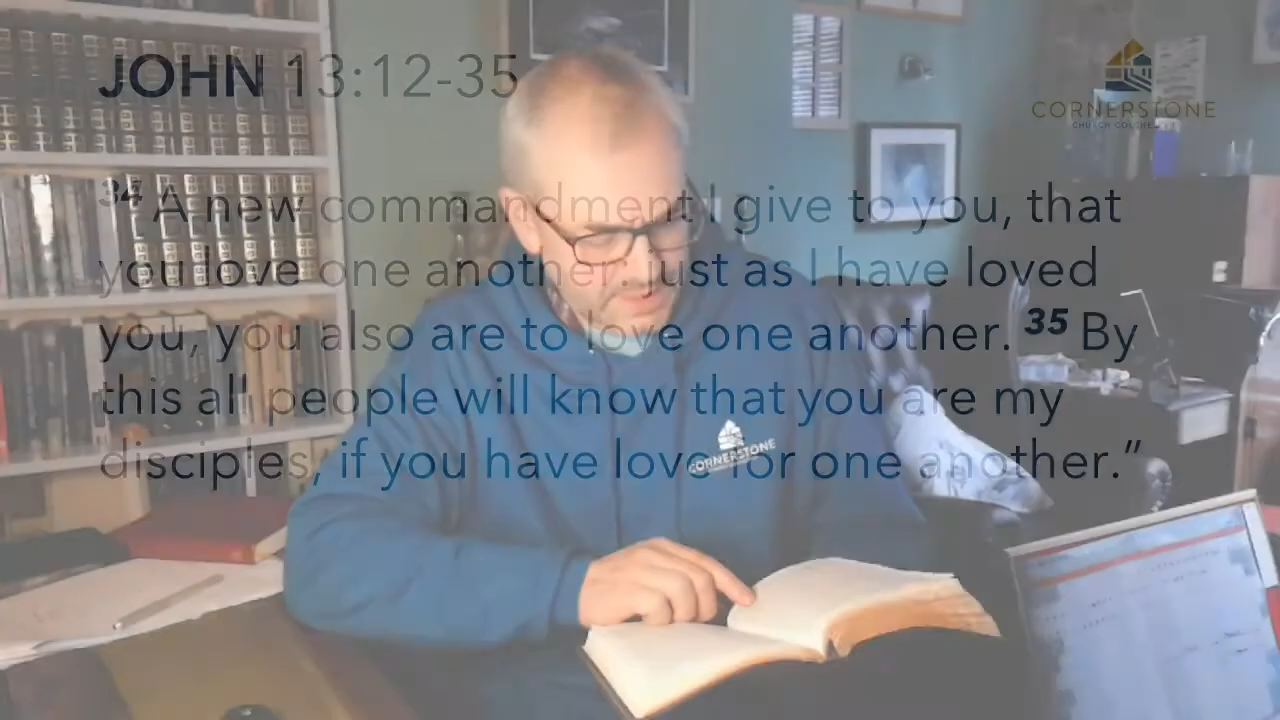 JOHN 13:12-35
CORNERSTONE
CHURCH COLCHESTER
34 A new commandment I give to you, that
you love one another: just as I have loved
you, you also are to love one another. 35 By
this all people will know that you are my
disciples, if you have love for one another.”
CORNERSTONE